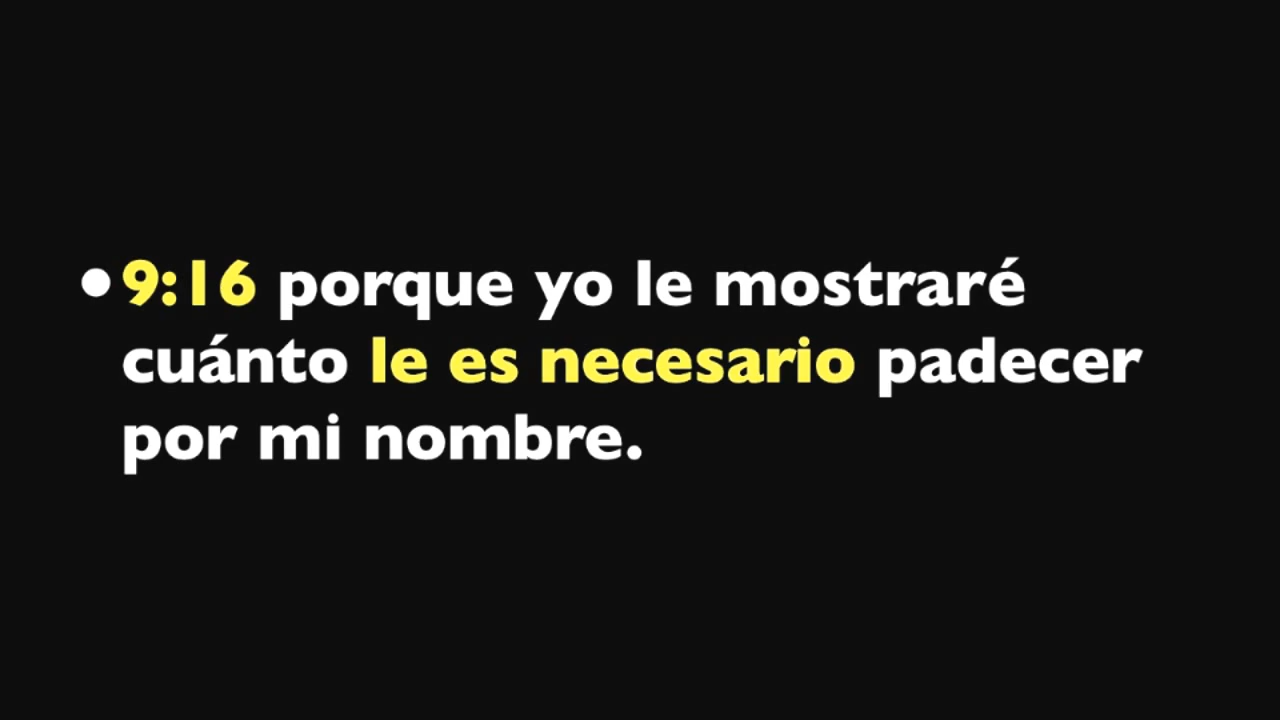 •9:16 porque yo le mostraré
cuánto le es necesario padecer
por mi nombre.